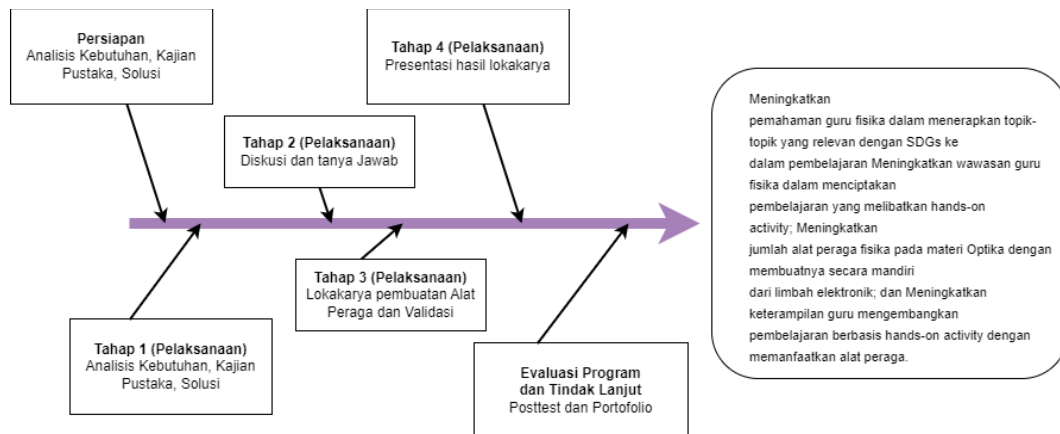 Persiapan
Analisis Kebutuhan, Kajian
Pustaka, Solusi
Tahap 4 (Pelaksanaan)
Presentasi hasil lokakarya
Tahap 2 (Pelaksanaan)
Diskusi dan tanya Jawab
Tahap 3 (Pelaksanaan)
Lokakarya pembuatan Alat
Peraga dan Validasi
Tahap 1 (Pelaksanaan)
Analisis Kebutuhan, Kajian
Pustaka, Solusi
Evaluasi Program
dan Tindak Lanjut
Posttest dan Portofolio
Meningkatkan
pemahaman guru fisika dalam menerapkan topik-
topik yang relevan dengan SDGs ke
dalam pembelajaran Meningkatkan wawasan guru
fisika dalam menciptakan
pembelajaran yang melibatkan hands-on
activity; Meningkatkan
jumlah alat peraga fisika pada materi Optika dengan
membuatnya secara mandiri
dari limbah elektronik; dan Meningkatkan
keterampilan guru mengembangkan
pembelajaran berbasis hands-on activity dengan
memanfaatkan alat peraga.